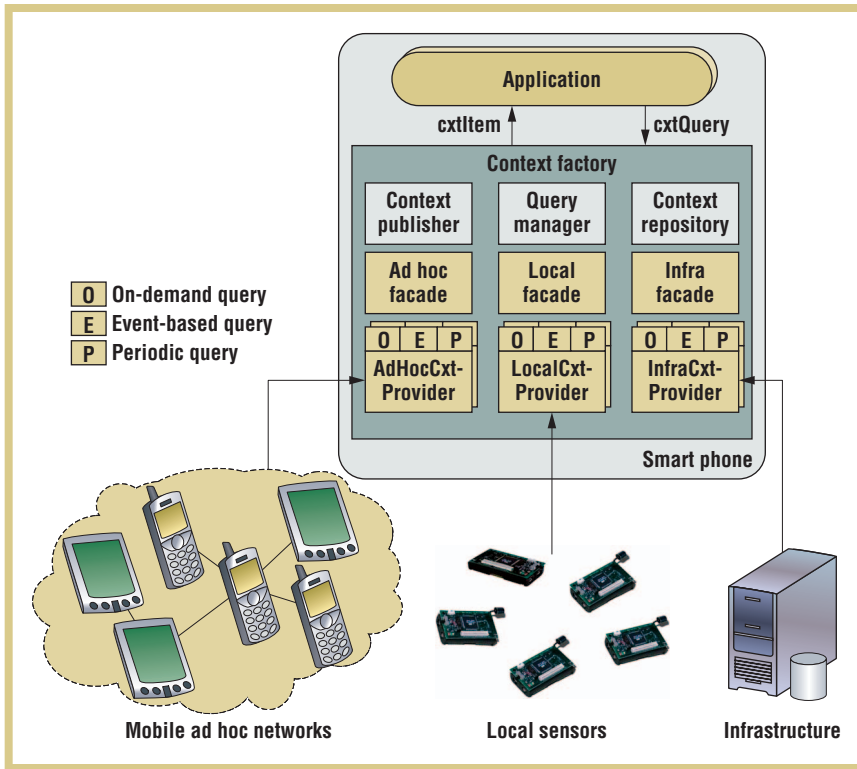 Application
cxtItem
cxtQuery
Context factory
Context
publisher
Query
manager
Context
repository
Ad hoc
facade
Local
facade
Infra
facade
O On-demand query
E Event-based query
P Periodic query
O E P
AdHocCxt-
Provider
O E P
LocalCxt-
Provider
O E P
InfraCxt-
Provider
Smart phone
Mobile ad hoc networks
Local sensors
Infrastructure